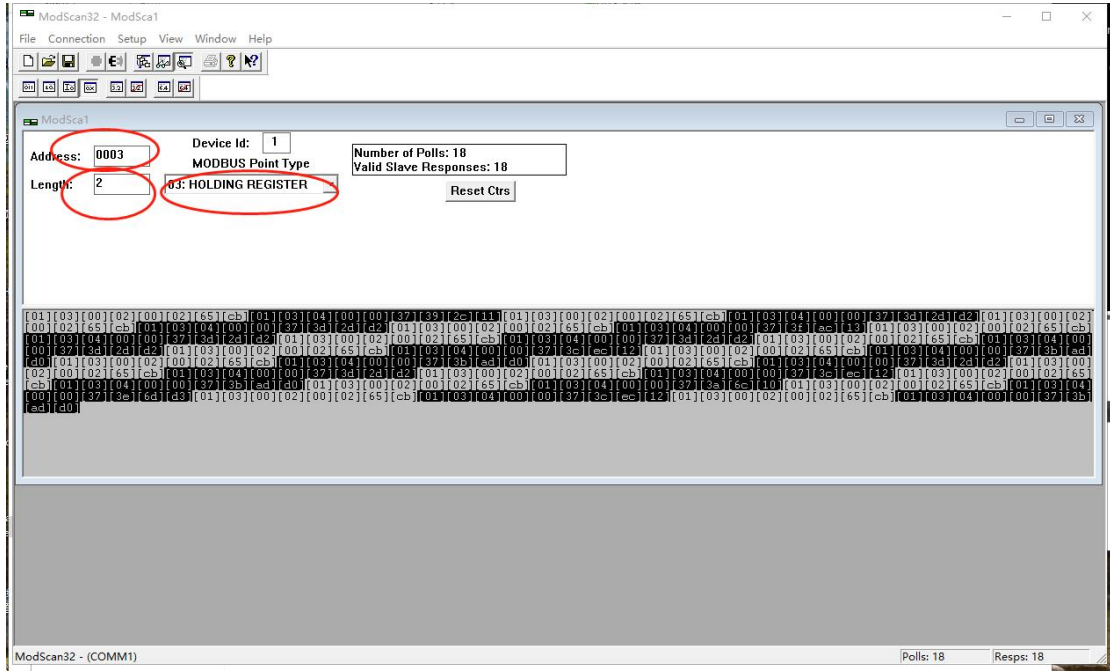 ModScan32 - ModSca1
File Connection Setup View Window Help
ModSca1
Address: 0003
Device Id: 1
MODBUS Point Type
Length: 2
03: HOLDING REGISTER
Number of Polls: 18
Valid Slave Responses: 18
Reset Ctrs
[01][03][00][02][00][02][65][cb][01][03][04][00][00][37][39][2c][11][01][03][00][02][00][02][65][cb][01][03][04][00][00][37][3d][2d][d2][01][03][00][02]
[00][02][65][cb][01][03][04][00][00][37][3d][2d][d2][01][03][00][02][00][02][65][cb][01][03][04][00][00][37][3f][ac][13][01][03][00][02][00][02][65][cb]
[01][03][04][00][00][37][3d][2d][d2][01][03][00][02][00][02][65][cb][01][03][04][00][00][37][3d][2d][d2][01][03][00][02][00][02][65][cb][01][03][04][00]
[00][37][3d][2d][d2][01][03][00][02][00][02][65][cb][01][03][04][00][00][37][3c][ec][12][01][03][00][02][00][02][65][cb][01][03][04][00][00][37][3b][ad]
[d0][01][03][00][02][00][02][65][cb][01][03][04][00][00][37][3b][ad][d0][01][03][00][02][00][02][65][cb][01][03][04][00][00][37][3d][2d][d2][01][03][00]
[02][00][02][65][cb][01][03][04][00][00][37][3d][2d][d2][01][03][00][02][00][02][65][cb][01][03][04][00][00][37][3c][ec][12][01][03][00][02][00][02][65]
[cb][01][03][04][00][00][37][3b][ad][d0][01][03][00][02][00][02][65][cb][01][03][04][00][00][37][3a][6c][10][01][03][00][02][00][02][65][cb][01][03][04]
[00][00][37][3e][6d][d3][01][03][00][02][00][02][65][cb][01][03][04][00][00][37][3c][ec][12][01][03][00][02][00][02][65][cb][01][03][04][00][00][37][3b]
[ad][d0]
ModScan32 - (COMM1)
Polls: 18
Resps: 18